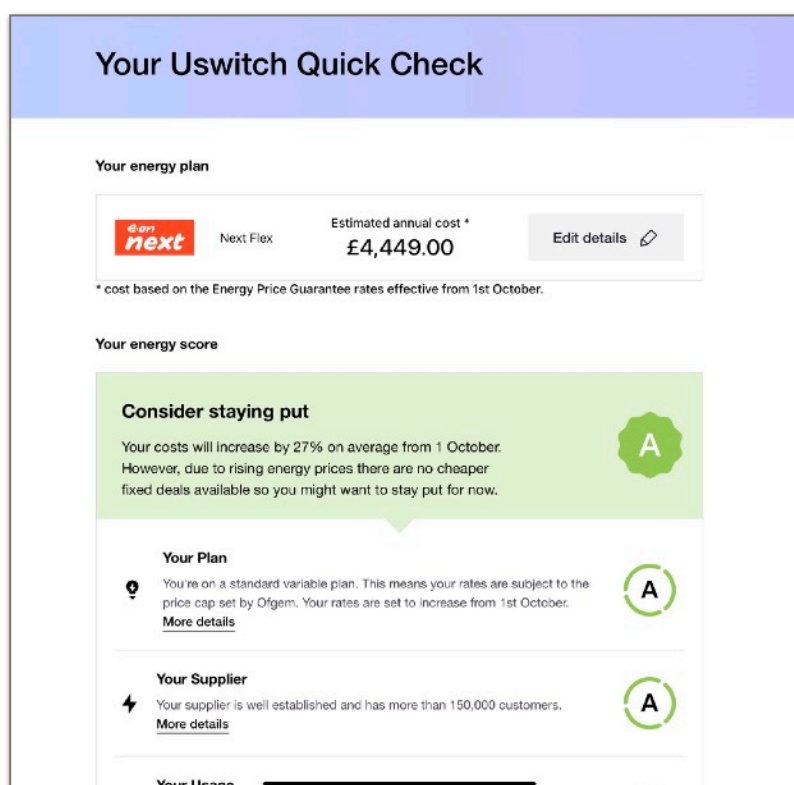 Your Uswitch Quick Check
Your energy plan
e·on next
Next Flex
Estimated annual cost *
£4,449.00
Edit details
* cost based on the Energy Price Guarantee rates effective from 1st October.
Your energy score
Consider staying put
Your costs will increase by 27% on average from 1 October.
However, due to rising energy prices there are no cheaper
fixed deals available so you might want to stay put for now.
A
Your Plan
You're on a standard variable plan. This means your rates are subject to the
price cap set by Ofgem. Your rates are set to increase from 1st October.
More details
A
Your Supplier
Your supplier is well established and has more than 150,000 customers.
More details
A
Your Usage